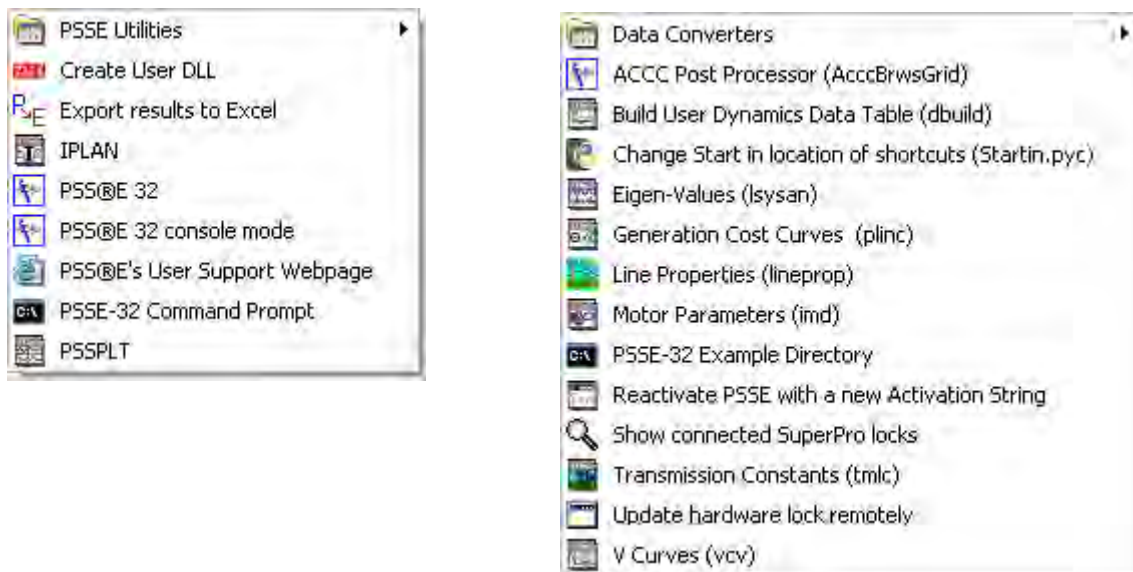 PSSE Utilities
Create User DLL
Export results to Excel
IPLAN
PSS®E 32
PSS®E 32 console mode
PSS®E's User Support Webpage
PSSE-32 Command Prompt
PSSPLT
Data Converters
ACCC Post Processor (AcccBrwsGrid)
Build User Dynamics Data Table (dbuild)
Change Start in location of shortcuts (Startin.pyc)
Eigen-Values (lsysan)
Generation Cost Curves (plinc)
Line Properties (lineprop)
Motor Parameters (imd)
PSSE-32 Example Directory
Reactivate PSSE with a new Activation String
Show connected SuperPro locks
Transmission Constants (tmlc)
Update hardware lock remotely
V Curves (vcv)